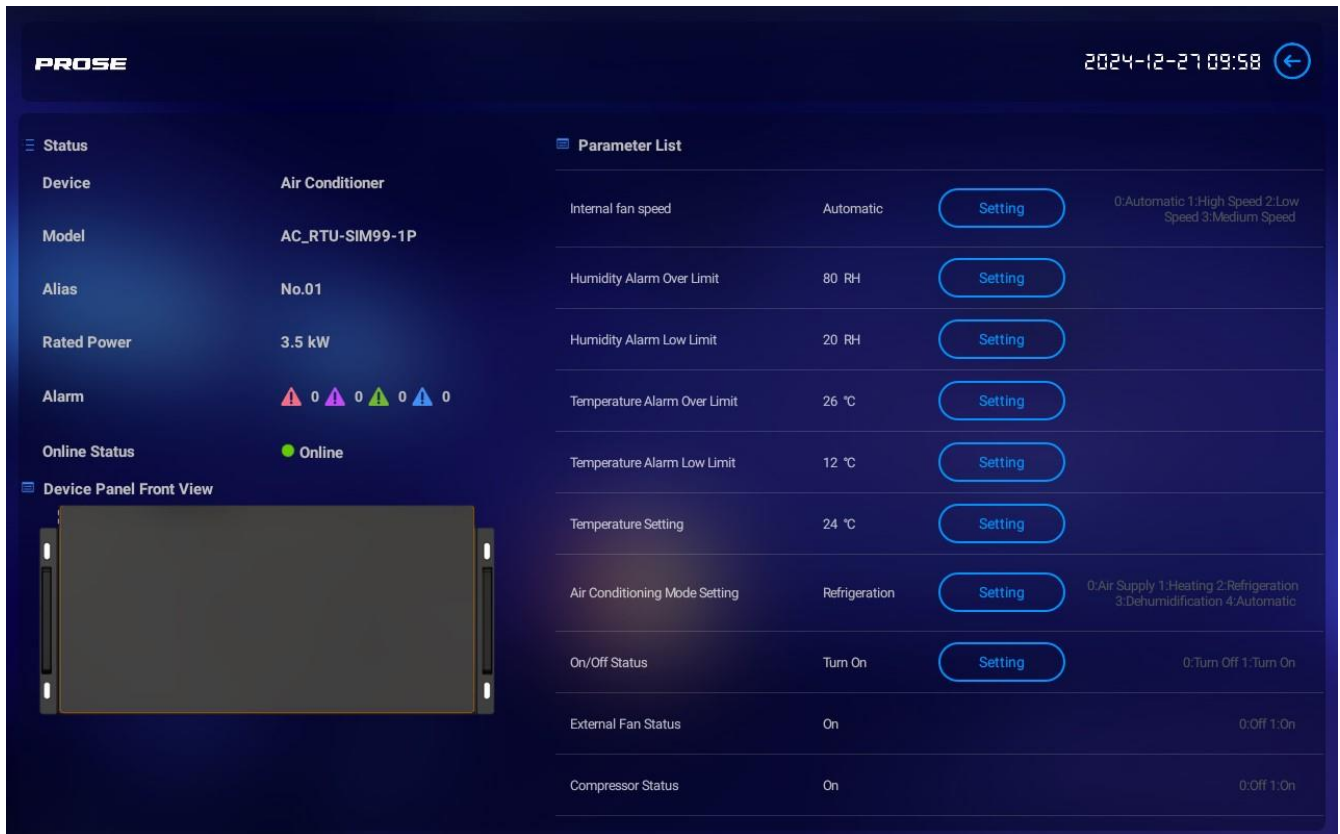 PROSE
2024-12-27 09:58
Status
Device Air Conditioner
Model AC_RTU-SIM99-1P
Alias No.01
Rated Power 3.5 kW
Alarm 0 0 0 0
Online Status Online
Device Panel Front View
Parameter List
Internal fan speed Automatic Setting 0:Automatic 1:High Speed 2:Low
Speed 3:Medium Speed
Humidity Alarm Over Limit 80 RH Setting
Humidity Alarm Low Limit 20 RH Setting
Temperature Alarm Over Limit 26 ℃ Setting
Temperature Alarm Low Limit 12 ℃ Setting
Temperature Setting 24 ℃ Setting
Air Conditioning Mode Setting Refrigeration Setting 0:Air Supply 1:Heating 2:Refrigeration
3:Dehumidification 4:Automatic
On/Off Status Turn On Setting 0:Turn Off 1:Turn On
External Fan Status On 0:Off 1:On
Compressor Status On 0:Off 1:On